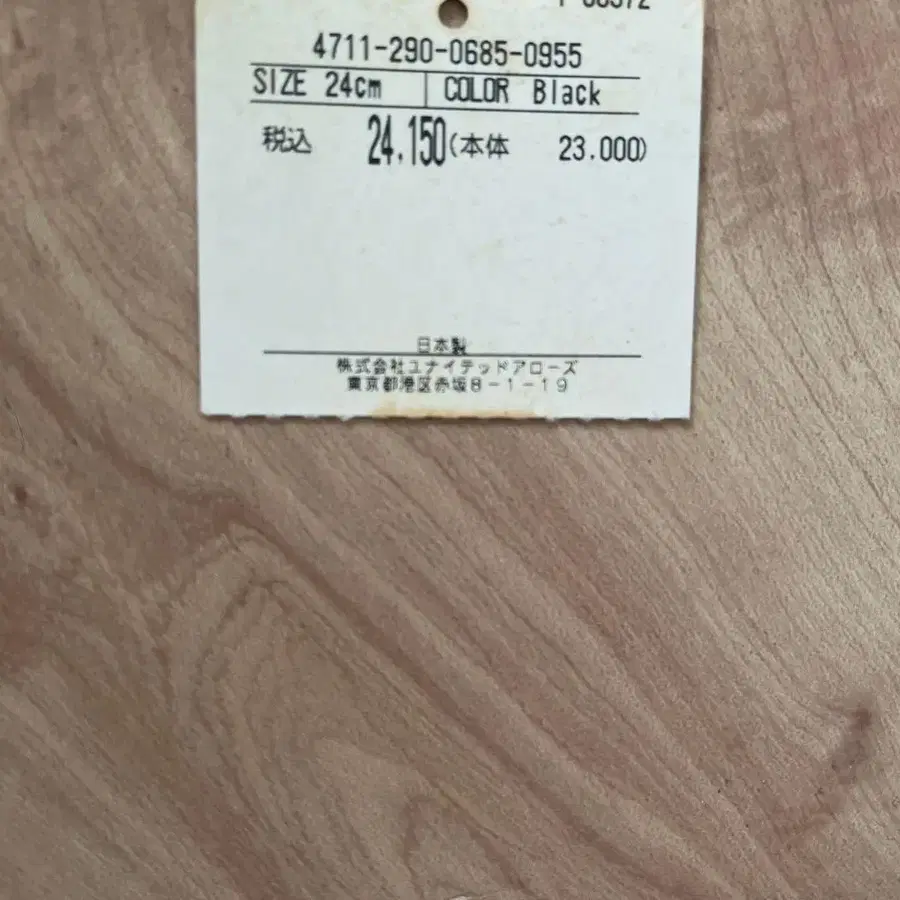 4711-290-0685-0955
SIZE 24cm COLOR Black
税込 24.150(本体 23.000)
日本製
株式会社ユナイテッドアローズ
東京都港区赤坂8-1-19